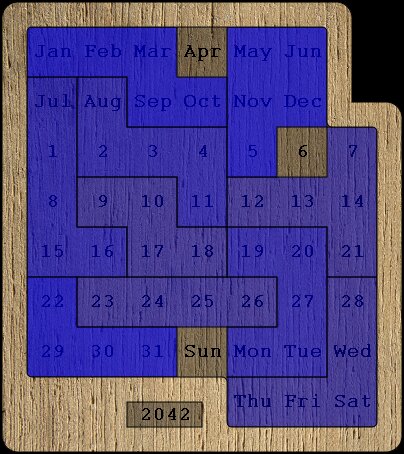 Jan Feb Mar Apr May Jun
Jul Aug Sep Oct Nov Dec
1 2 3 4 5 6 7
8 9 10 11 12 13 14
15 16 17 18 19 20 21
22 23 24 25 26 27 28
29 30 31 Sun Mon Tue Wed
Thu Fri Sat
2042